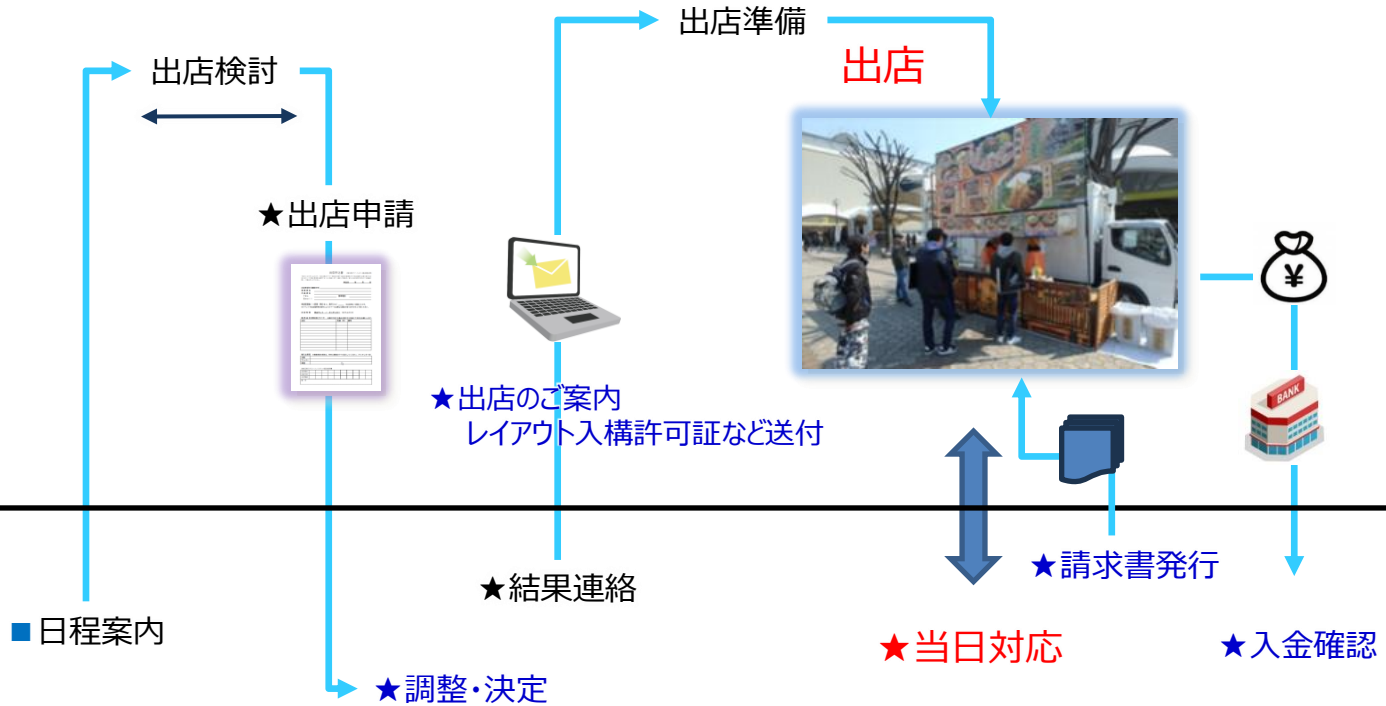 出店準備
出店検討
出店
★出店申請
¥
BANK
★出店のご案内
レイアウト入構許可証など送付
★請求書発行
★結果連絡
■日程案内
★当日対応
★入金確認
★調整・決定